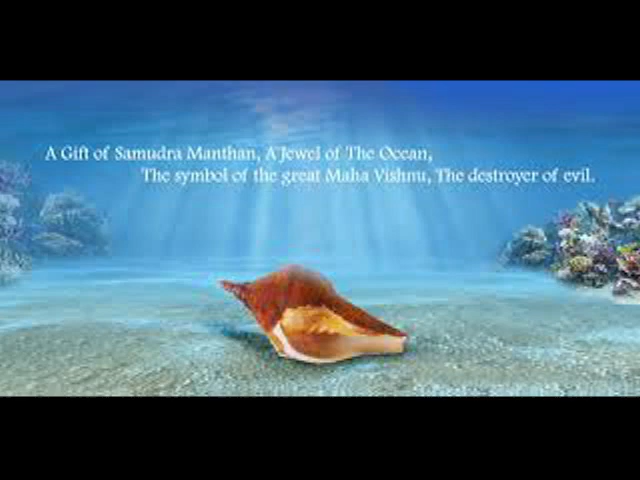 A Gift of Samudra Manthan, A Jewel of The Ocean,
The symbol of the great Maha Vishnu, The destroyer of evil.